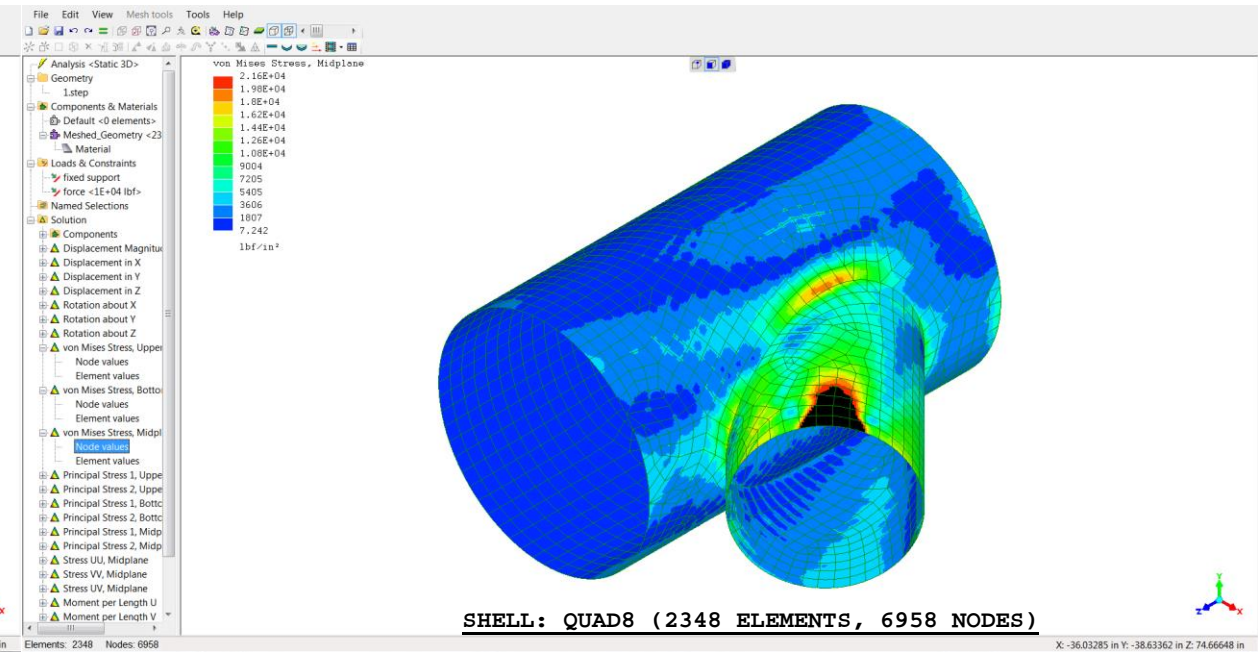 File Edit View Mesh tools Tools Help
Analysis <Static 3D>
Geometry
1.step
Components & Materials
Default <0 elements>
Meshed_Geometry <23
Material
Loads & Constraints
fixed support
force <1E+04 lbf>
Named Selections
Solution
Components
Displacement Magnitu
Displacement in X
Displacement in Y
Displacement in Z
Rotation about X
Rotation about Y
Rotation about Z
von Mises Stress, Upper
Node values
Element values
von Mises Stress, Botto
Node values
Element values
von Mises Stress, Midpl
Node values
Element values
Principal Stress 1, Uppe
Principal Stress 2, Uppe
Principal Stress 1, Bottc
Principal Stress 2, Bottc
Principal Stress 1, Midp
Principal Stress 2, Midp
Stress UU, Midplane
Stress VV, Midplane
Stress UV, Midplane
Moment per Length U
Moment per Length V
von Mises Stress, Midplane
2.16E+04
1.98E+04
1.8E+04
1.62E+04
1.44E+04
1.26E+04
1.08E+04
9004
7205
5405
3606
1807
7.242
lbf/in²
Y
Z X
x
SHELL: QUAD8 (2348 ELEMENTS, 6958 NODES)
in Elements: 2348 Nodes: 6958
X: -36.03285 in Y: -38.63362 in Z: 74.66648 in